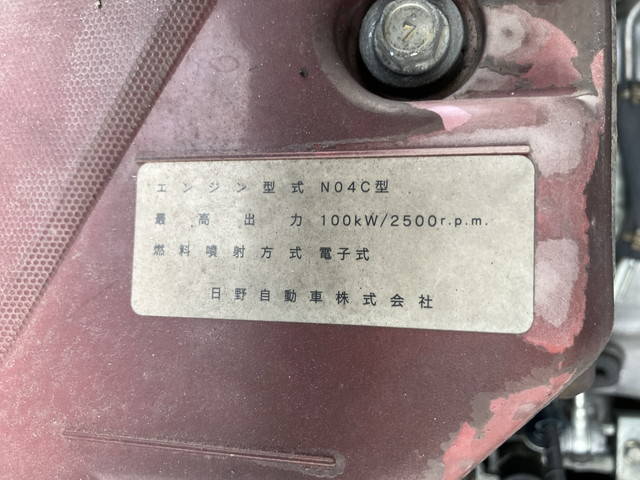 エンジン型式 N04C型
最高出力 100kW/2500r.p.m.
燃料噴射方式 電子式
日野自動車株式会社